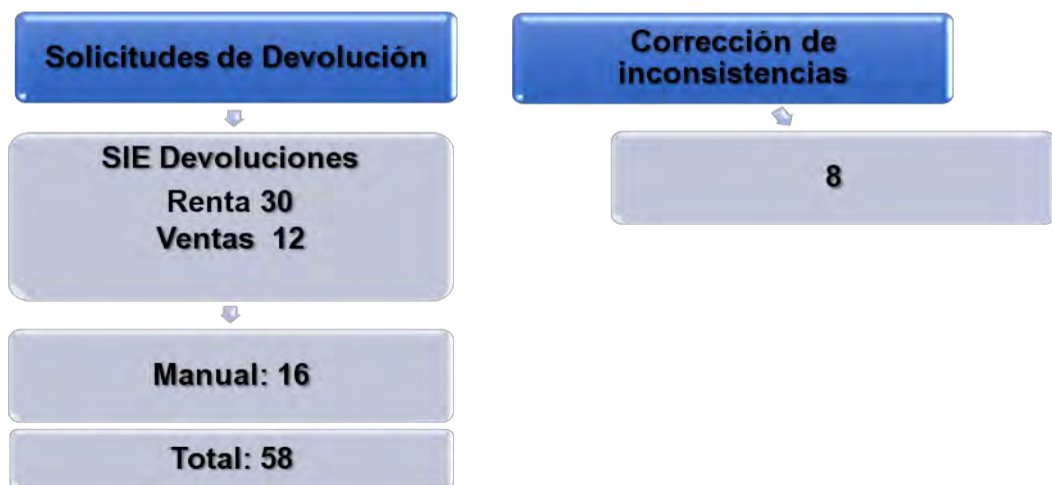 Solicitudes de Devolución
SIE Devoluciones
Renta 30
Ventas 12
Manual: 16
Total: 58
Corrección de
inconsistencias
8